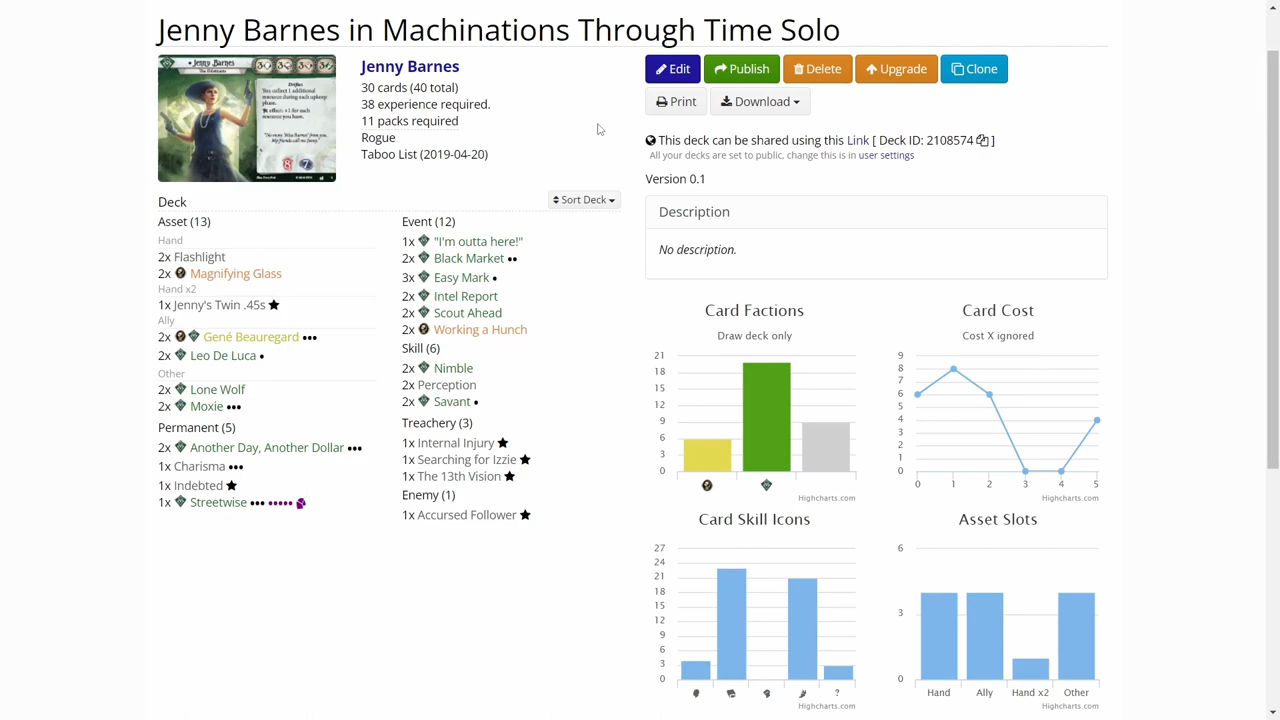 Jenny Barnes in Machinations Through Time Solo
Jenny Barnes
The Dilettante
Jenny Barnes
30 cards (40 total)
38 experience required.
11 packs required
Rogue
Taboo List (2019-04-20)
Edit
Publish
Delete
Upgrade
Clone
Print
Download
This deck can be shared using this Link [ Deck ID: 2108574 ]
All your decks are set to public, change this is in user settings
Version 0.1
Description
No description.
Deck
Sort Deck
Asset (13)
Hand
2x Flashlight
2x Magnifying Glass
Hand x2
1x Jenny's Twin .45s ★
Ally
2x Gené Beauregard •••
2x Leo De Luca •
Other
2x Lone Wolf
2x Moxie •••
Permanent (5)
2x Another Day, Another Dollar •••
1x Charisma •••
1x Indebted ★
1x Streetwise ••• •••••
Event (12)
1x "I'm outta here!"
2x Black Market ••
3x Easy Mark •
2x Intel Report
2x Scout Ahead
2x Working a Hunch
Skill (6)
2x Nimble
2x Perception
2x Savant •
Treachery (3)
1x Internal Injury ★
1x Searching for Izzie ★
1x The 13th Vision ★
Enemy (1)
1x Accursed Follower ★
Card Factions
Draw deck only
21
18
15
12
9
6
3
0
Highcharts.com
Card Cost
Cost X ignored
9
8
7
6
5
4
3
2
1
0
0 1 2 3 4 5
Highcharts.com
Card Skill Icons
27
24
21
18
15
12
9
6
3
0
?
Highcharts.com
Asset Slots
6
3
0
Hand Ally Hand x2 Other
Highcharts.com